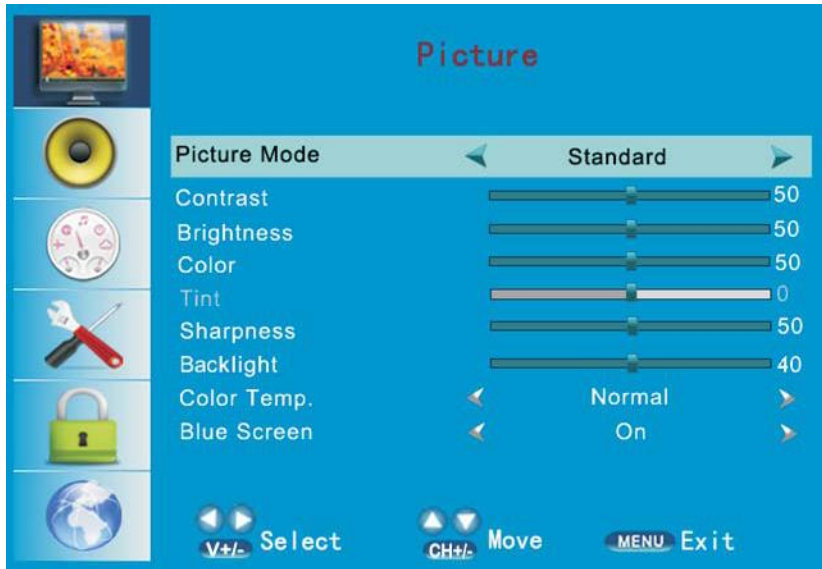 Picture
Picture Mode Standard
Contrast 50
Brightness 50
Color 50
Tint 0
Sharpness 50
Backlight 40
Color Temp. Normal
Blue Screen On
V+/- Select CH+/- Move MENU Exit